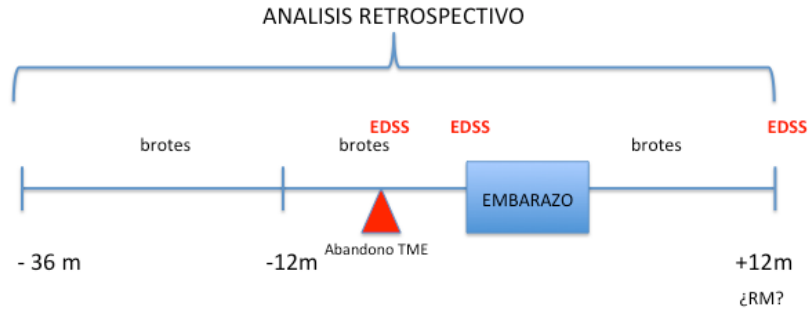 ANALISIS RETROSPECTIVO
EDSS
EDSS
EDSS
brotes
brotes
brotes
EMBARAZO
Abandono TME
- 36 m
-12m
+12m
¿RM?